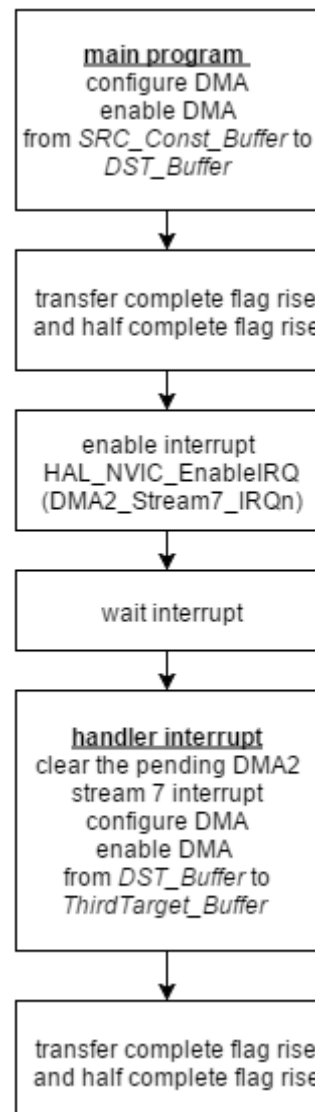 main program
configure DMA
enable DMA
from SRC_Const_Buffer to
DST_Buffer
transfer complete flag rise
and half complete flag rise
enable interrupt
HAL_NVIC_EnableIRQ
(DMA2_Stream7_IRQn)
wait interrupt
handler interrupt
clear the pending DMA2
stream 7 interrupt
configure DMA
enable DMA
from DST_Buffer to
ThirdTarget_Buffer
transfer complete flag rise
and half complete flag rise